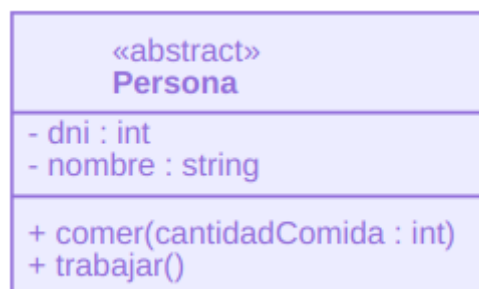 «abstract»
Persona
- dni : int
- nombre : string
+ comer(cantidadComida : int)
+ trabajar()